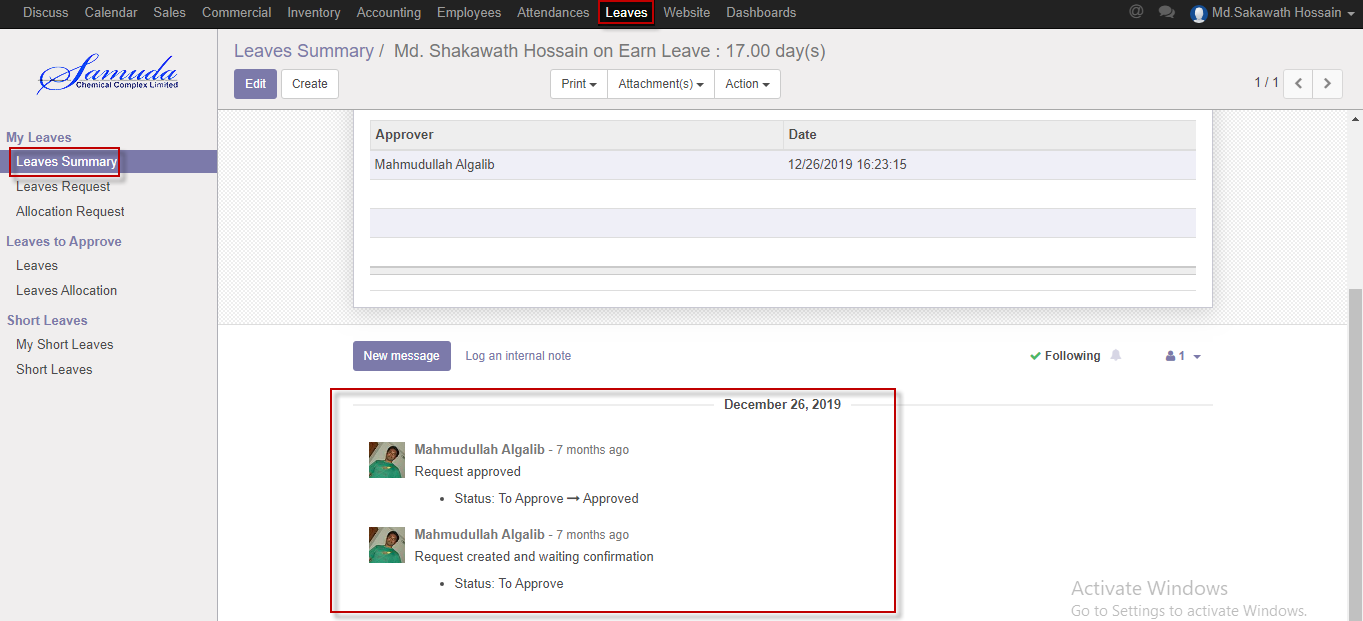 Discuss Calendar Sales Commercial Inventory Accounting Employees Attendances Leaves Website Dashboards @ Md.Sakawath Hossain
Samuda
Chemical Complex Limited
Leaves Summary / Md. Shakawath Hossain on Earn Leave : 17.00 day(s)
Edit Create Print Attachment(s) Action 1 / 1
My Leaves
Leaves Summary
Leaves Request
Allocation Request
Leaves to Approve
Leaves
Leaves Allocation
Short Leaves
My Short Leaves
Short Leaves
Approver Date
Mahmudullah Algalib 12/26/2019 16:23:15
New message Log an internal note Following 1
December 26, 2019
Mahmudullah Algalib - 7 months ago
Request approved
• Status: To Approve → Approved
Mahmudullah Algalib - 7 months ago
Request created and waiting confirmation
• Status: To Approve
Activate Windows
Go to Settings to activate Windows.